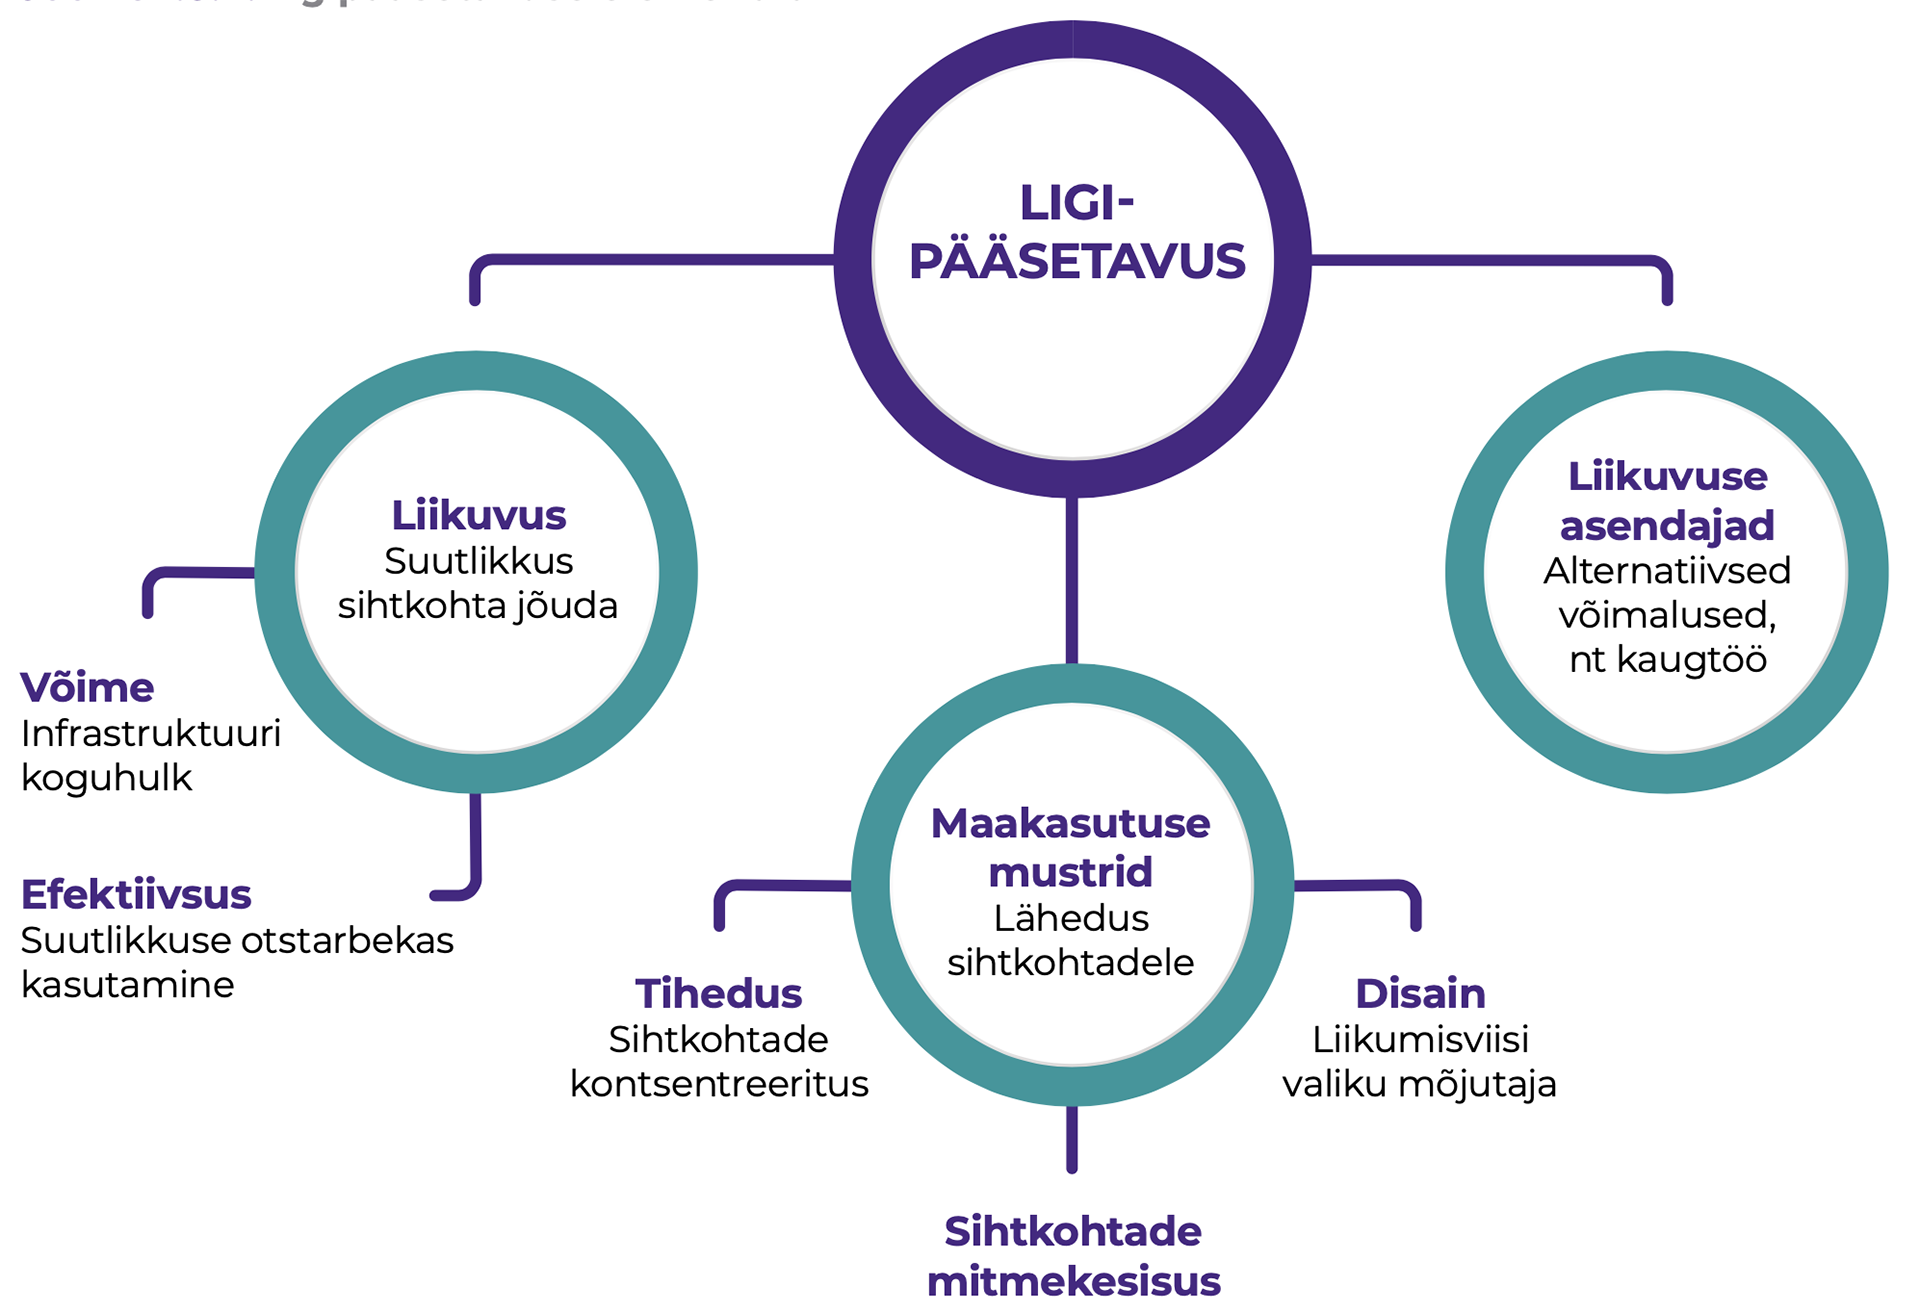 LIGI-
PÄÄSETAVUS
Liikuvus
Suutlikkus
sihtkohta jõuda
Liikuvuse
asendajad
Alternatiivsed
võimalused,
nt kaugtöö
Võime
Infrastruktuuri
koguhulk
Efektiivsus
Suutlikkuse otstarbekas
kasutamine
Maakasutuse
mustrid
Lähedus
sihtkohtadele
Tihedus
Sihtkohtade
kontsentreeritus
Disain
Liikumisviisi
valiku mõjutaja
Sihtkohtade
mitmekesisus